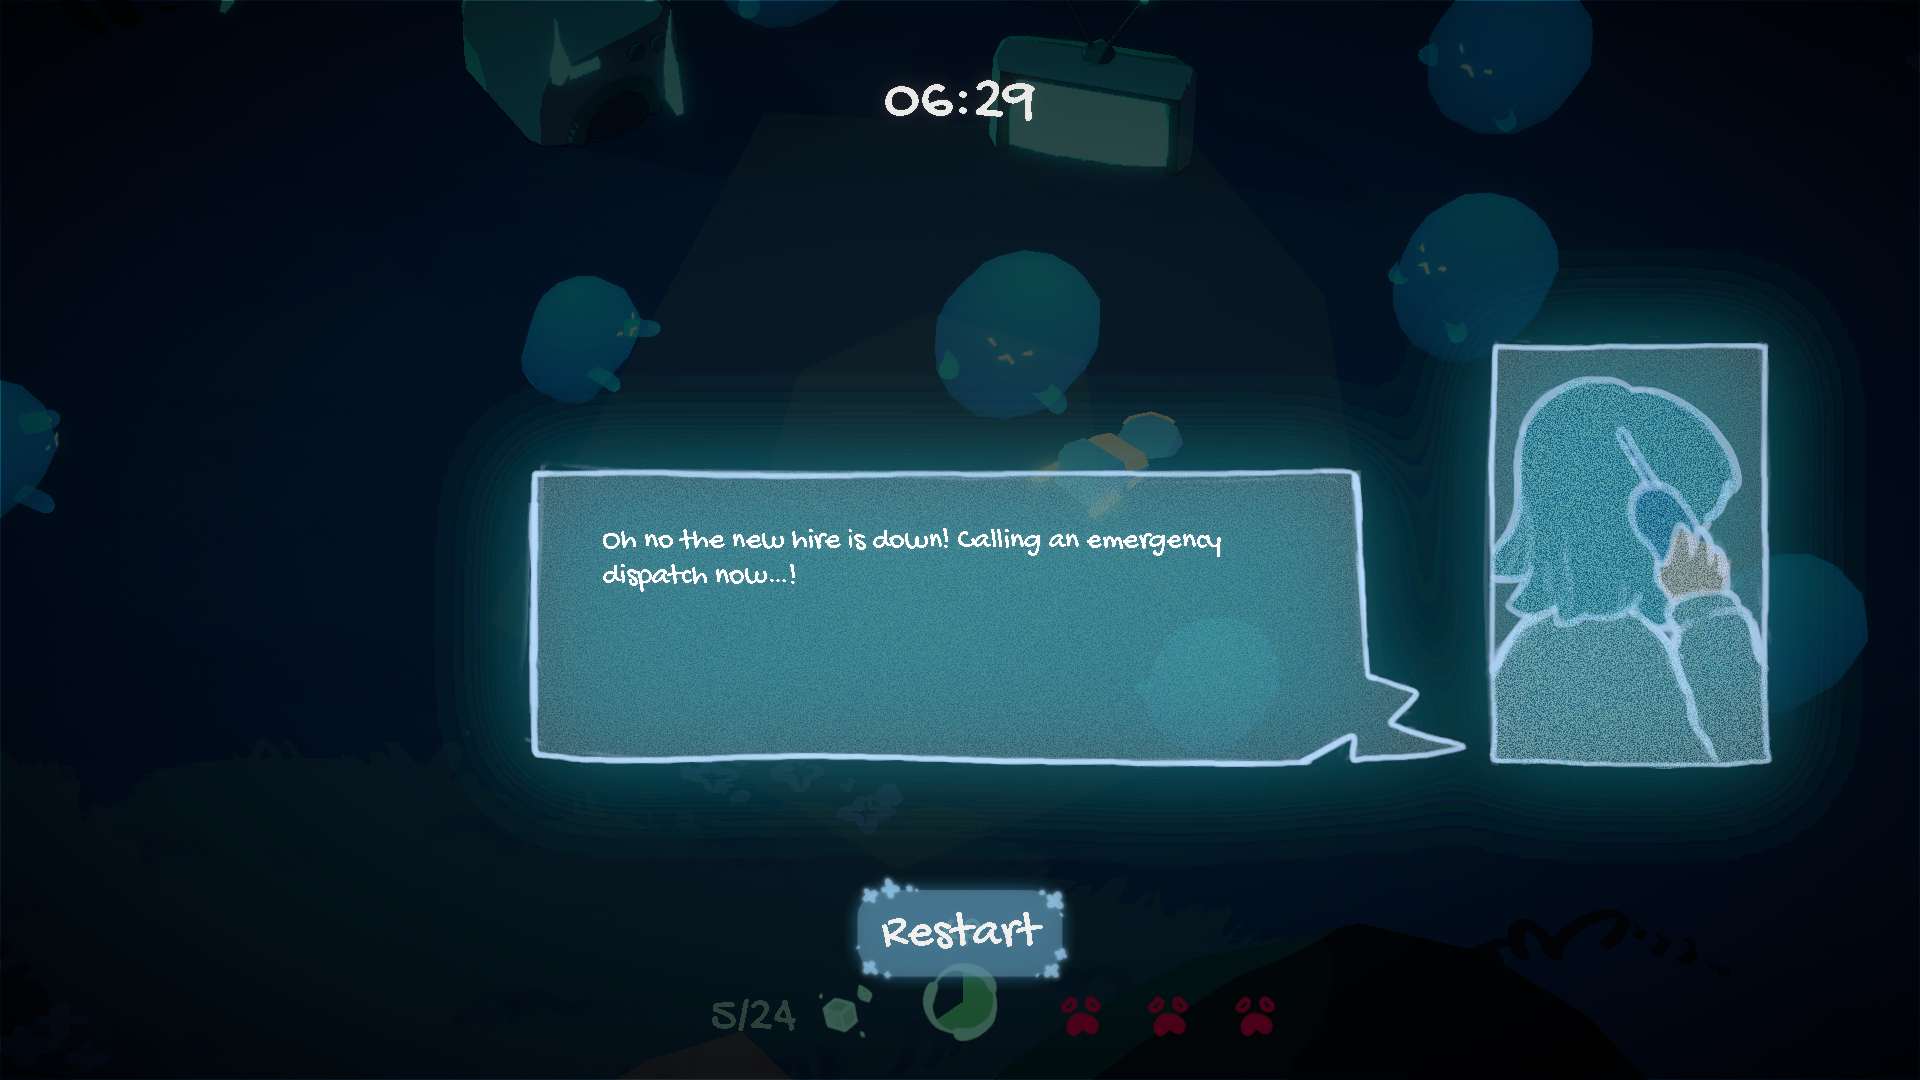 06:29
Oh no the new hire is down! Calling an emergency
dispatch now...!
Restart
5/24